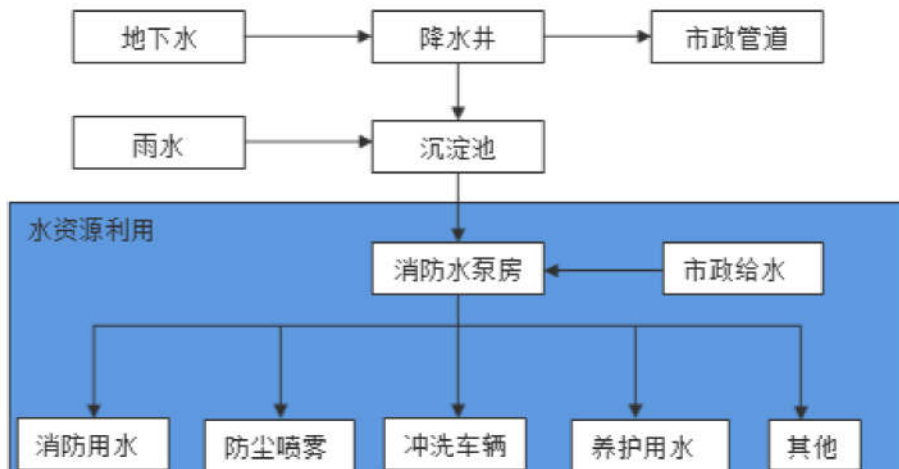 地下水
降水井
市政管道
雨水
沉淀池
水资源利用
消防水泵房
市政给水
消防用水
防尘喷雾
冲洗车辆
养护用水
其他